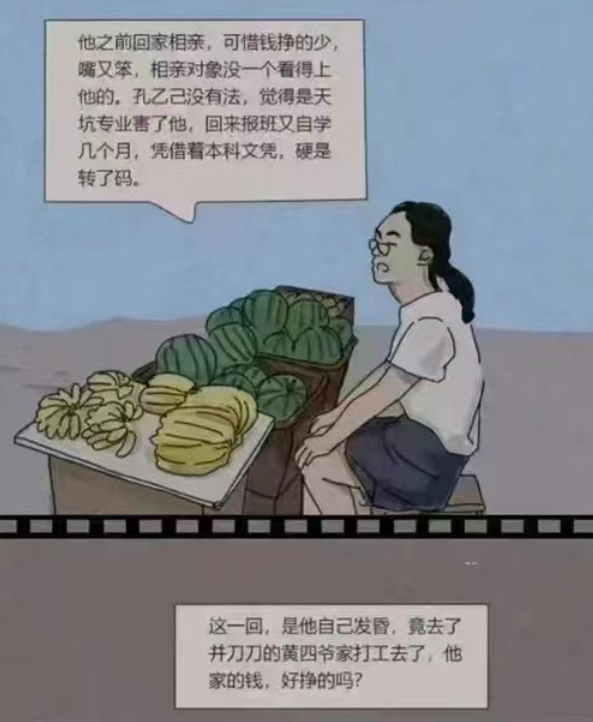 他之前回家相亲，可惜钱挣的少，
嘴又笨，相亲对象没一个看得上
他的。孔乙己没有法，觉得是天
坑专业害了他，回来报班又自学
几个月，凭借着本科文凭，硬是
转了码。
这一回，是他自己发昏，竟去了
并刀刀的黄四爷家打工去了，他
家的钱，好挣的吗？